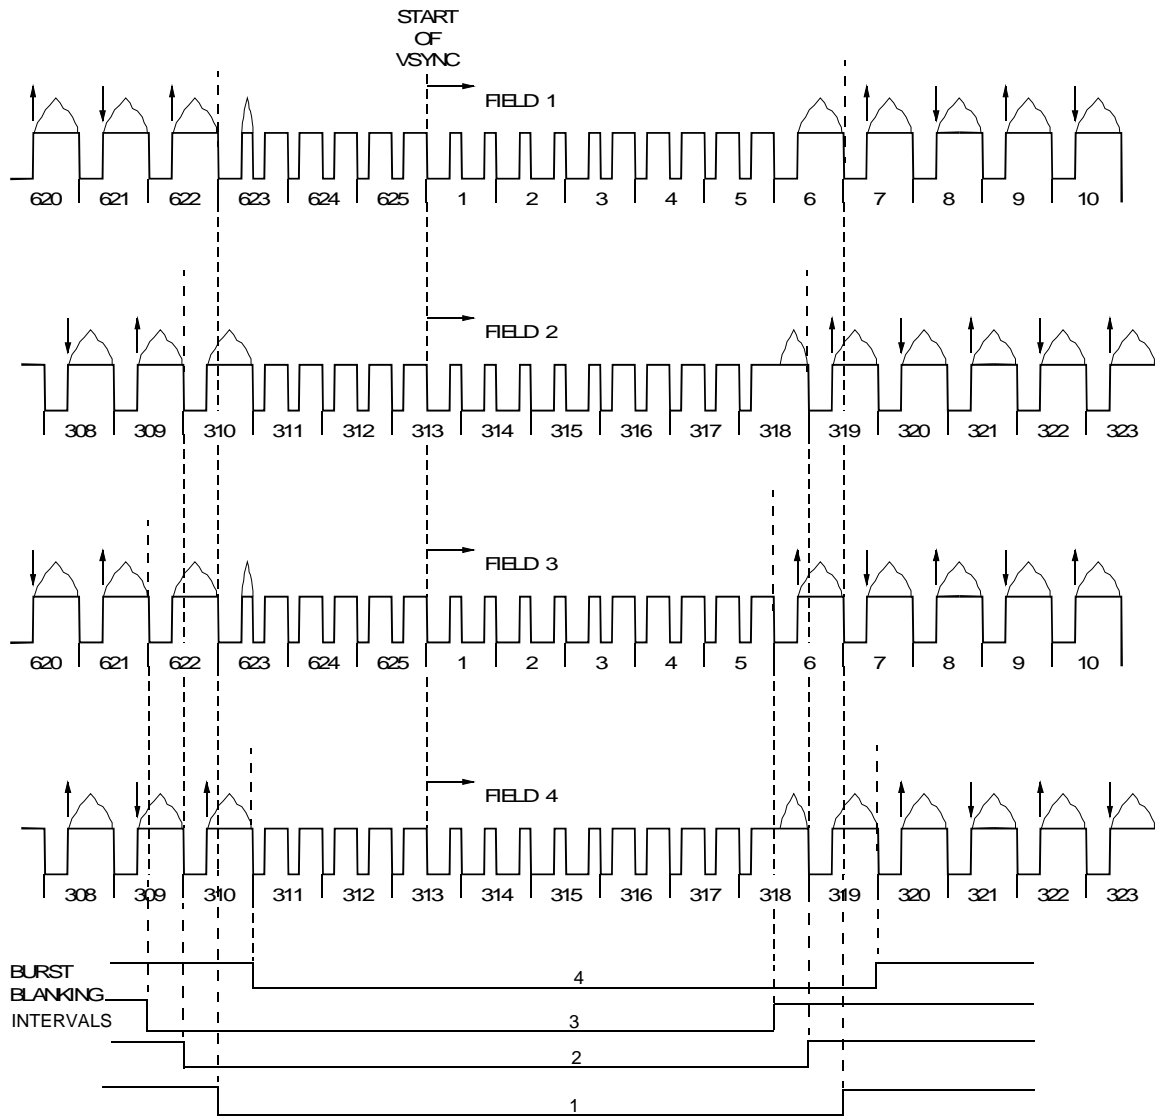 START
OF
VSYNC
FIELD 1
620 621 622 623 624 625 1 2 3 4 5 6 7 8 9 10
FIELD 2
308 309 310 311 312 313 314 315 316 317 318 319 320 321 322 323
FIELD 3
620 621 622 623 624 625 1 2 3 4 5 6 7 8 9 10
FIELD 4
308 309 310 311 312 313 314 315 316 317 318 319 320 321 322 323
BURST
BLANKING
INTERVALS
4
3
2
1